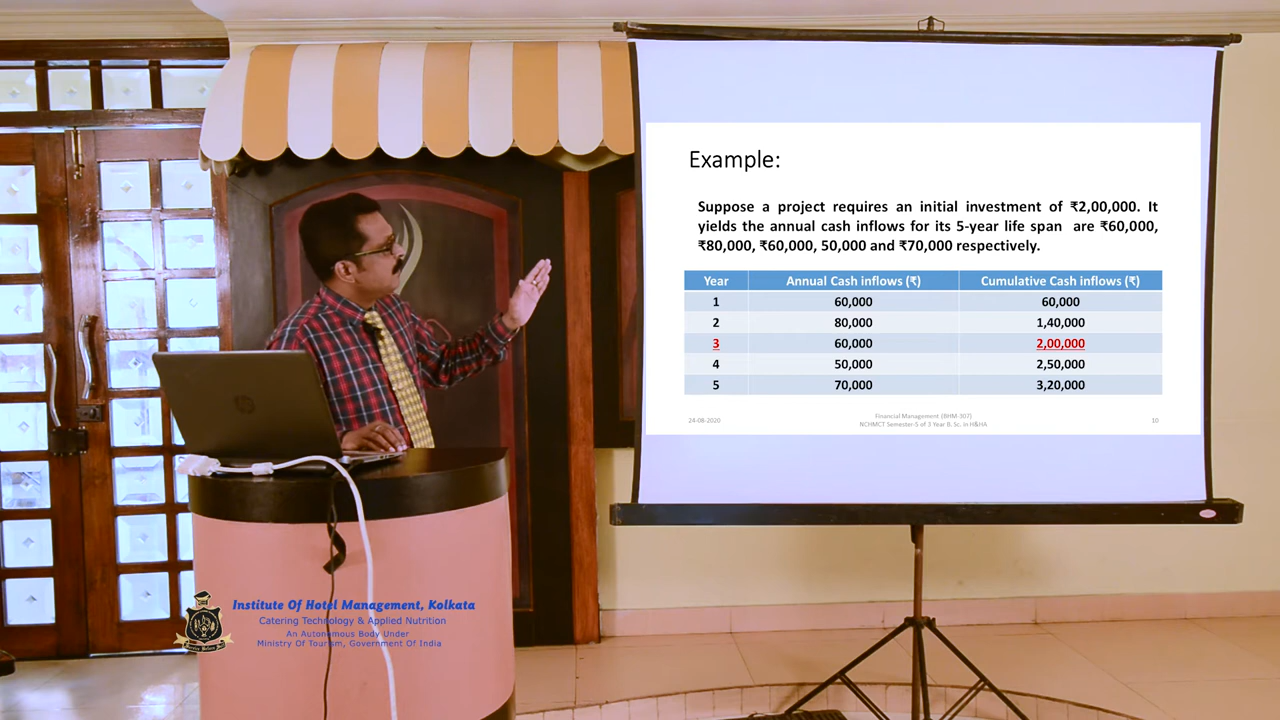 Example:
Suppose a project requires an initial investment of ₹2,00,000. It
yields the annual cash inflows for its 5-year life span are ₹60,000,
₹80,000, ₹60,000, 50,000 and ₹70,000 respectively.
Year Annual Cash inflows (₹) Cumulative Cash inflows (₹)
1 60,000 60,000
2 80,000 1,40,000
3 60,000 2,00,000
4 50,000 2,50,000
5 70,000 3,20,000
24-08-2020
Financial Management (BHM-307)
NCHMCT Semester-5 of 3 Year B. Sc. In H&HA
10
Institute Of Hotel Management, Kolkata
Catering Technology & Applied Nutrition
An Autonomous Body Under
Ministry Of Tourism, Government Of India